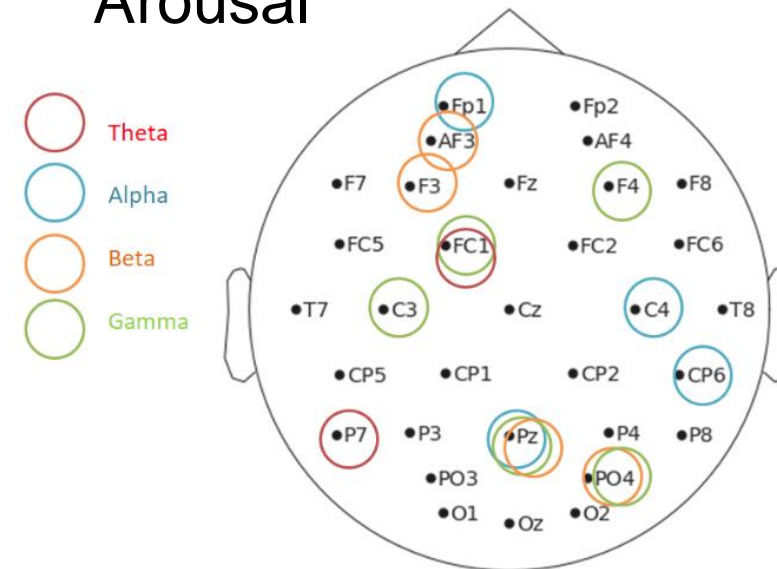 Arousal
Theta
Alpha
Beta
Gamma
Fp1 Fp2
AF3 AF4
F7 F3 Fz F4 F8
FC5 FC1 FC2 FC6
T7 C3 Cz C4 T8
CP5 CP1 CP2 CP6
P7 P3 Pz P4 P8
PO3 PO4
O1 Oz O2